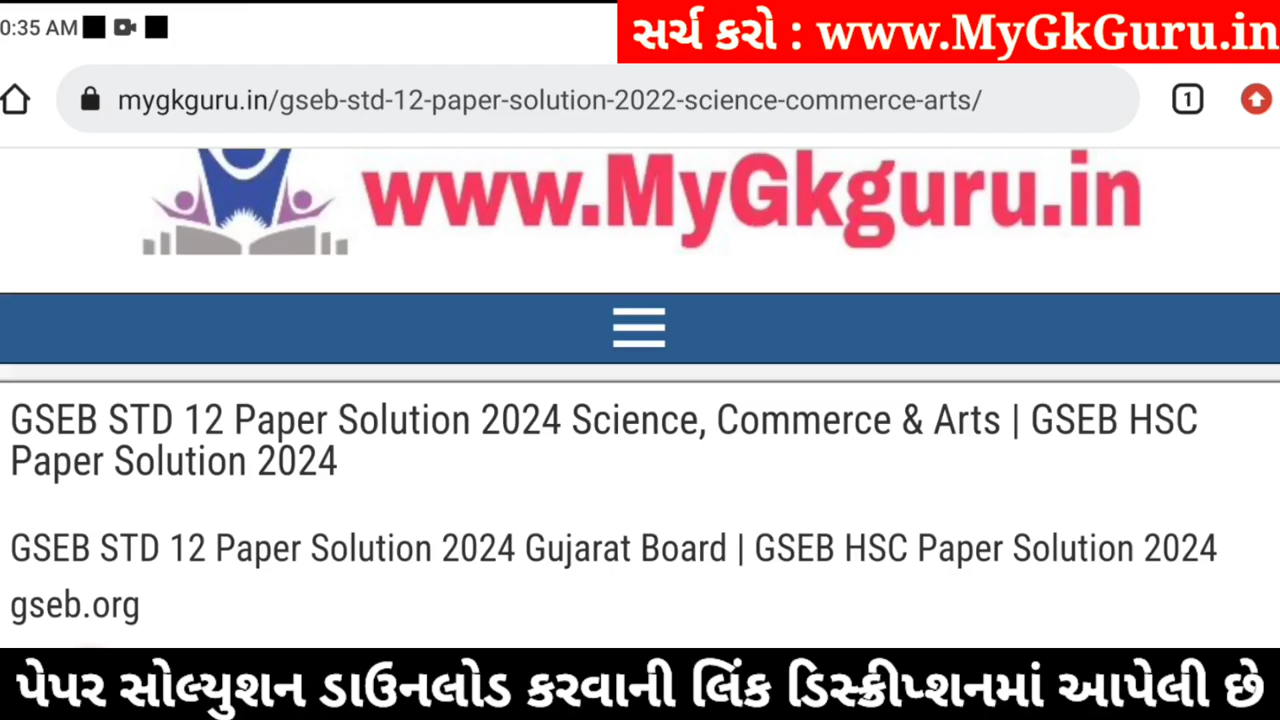 0:35 AM
સર્ચ કરો : www.MyGkGuru.in
mygkguru.in/gseb-std-12-paper-solution-2022-science-commerce-arts/
1
www.MyGkguru.in
GSEB STD 12 Paper Solution 2024 Science, Commerce & Arts | GSEB HSC
Paper Solution 2024
GSEB STD 12 Paper Solution 2024 Gujarat Board | GSEB HSC Paper Solution 2024
gseb.org
પેપર સોલ્યુશન ડાઉનલોડ કરવાની લિંક ડિસ્ક્રીપ્શનમાં આપેલી છે